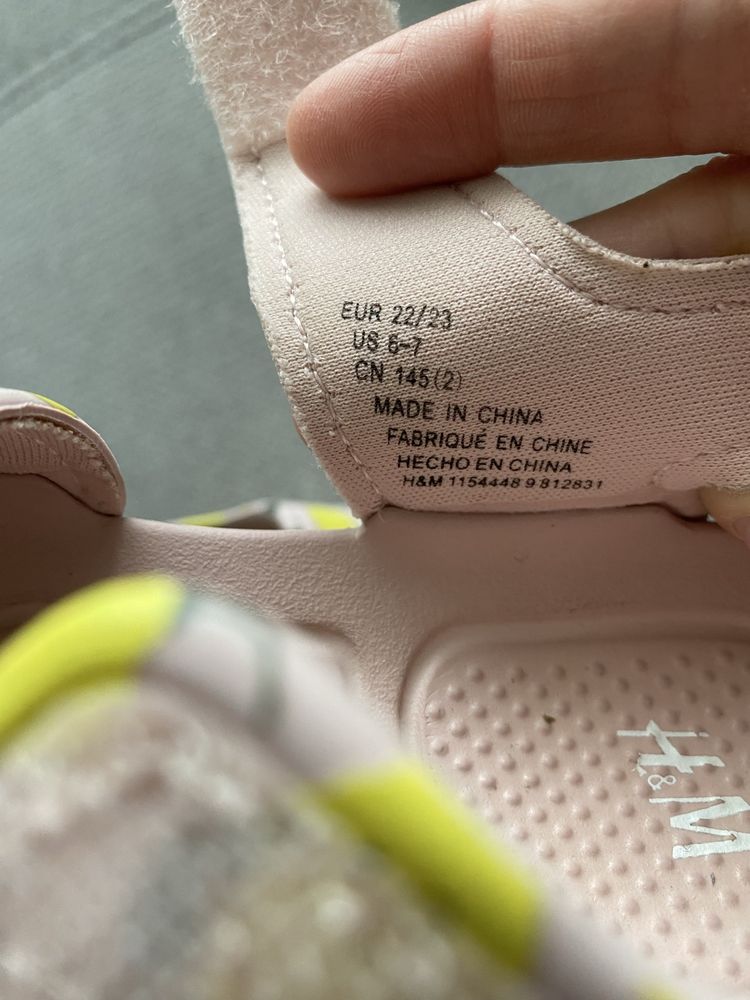 EUR 22/23
US 6-7
CN 145(2)
MADE IN CHINA
FABRIQUÉ EN CHINE
HECHO EN CHINA
H&M 1154448 9 812831
H&M